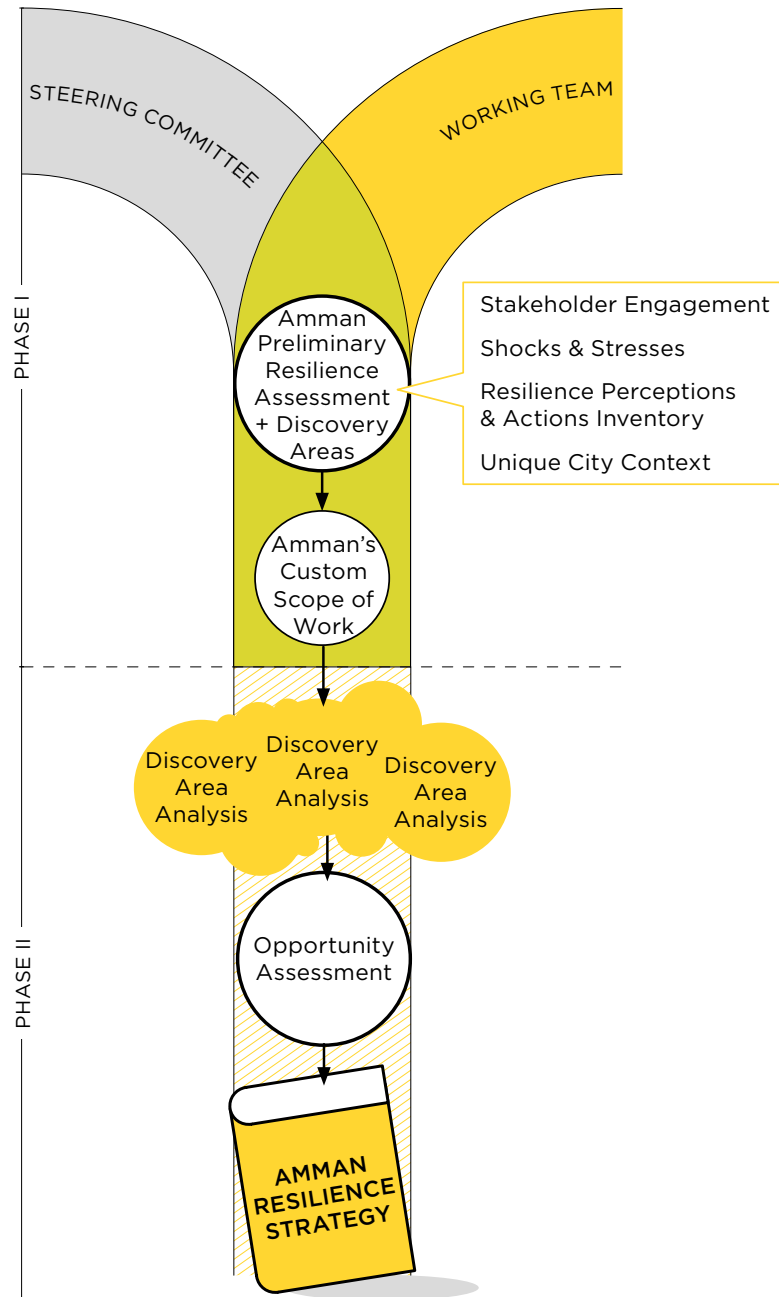 STEERING COMMITTEE
WORKING TEAM
PHASE I
Amman
Preliminary
Resilience
Assessment
+ Discovery
Areas
Stakeholder Engagement
Shocks & Stresses
Resilience Perceptions
& Actions Inventory
Unique City Context
Amman's
Custom
Scope of
Work
PHASE II
Discovery
Area
Analysis
Discovery
Area
Analysis
Discovery
Area
Analysis
Opportunity
Assessment
AMMAN
RESILIENCE
STRATEGY